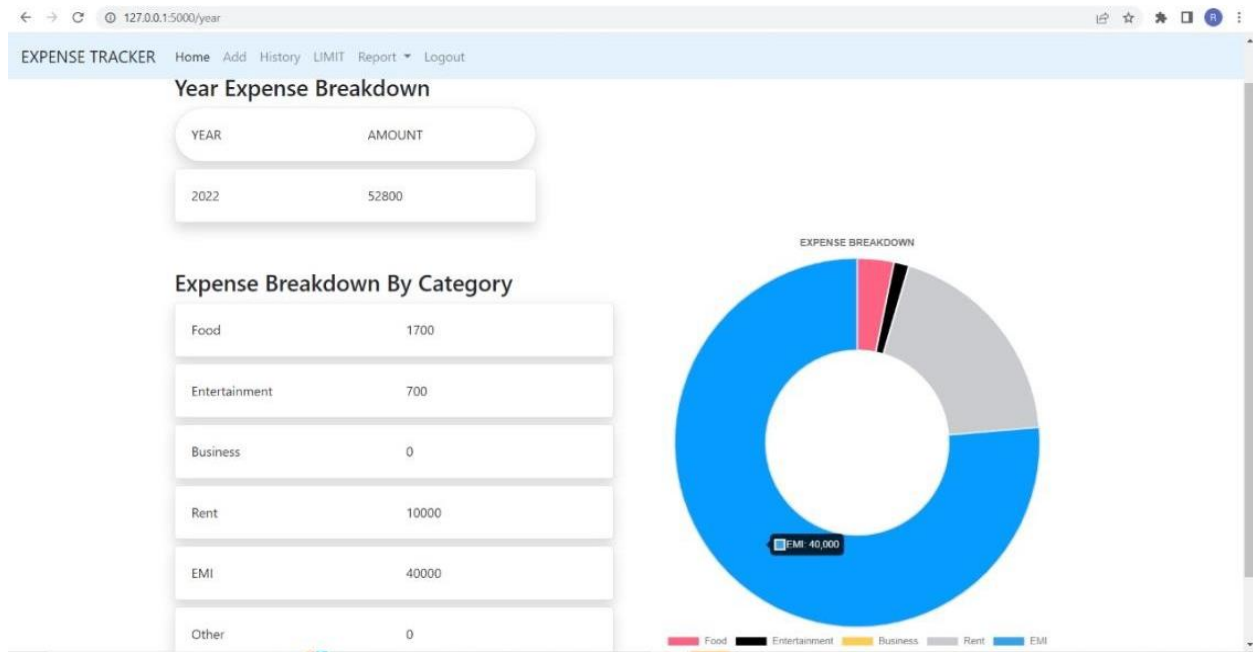 127.0.0.1:5000/year
R
EXPENSE TRACKER Home Add History LIMIT Report Logout
Year Expense Breakdown
YEAR AMOUNT
2022 52800
Expense Breakdown By Category
Food 1700
Entertainment 700
Business 0
Rent 10000
EMI 40000
Other 0
EXPENSE BREAKDOWN
EMI: 40,000
Food Entertainment Business Rent EMI